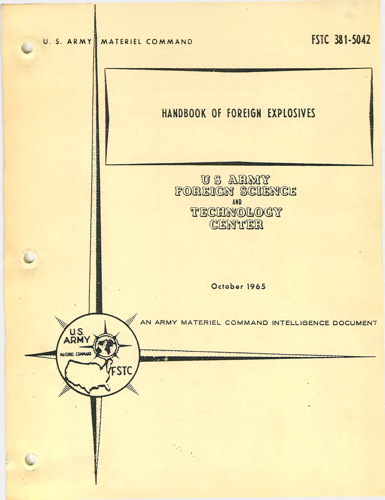 U. S. ARMY MATERIEL COMMAND
FSTC 381-5042
HANDBOOK OF FOREIGN EXPLOSIVES
U S ARMY
FOREIGN SCIENCE
AND
TECHNOLOGY
CENTER
October 1965
AN ARMY MATERIEL COMMAND INTELLIGENCE DOCUMENT
U.S.
ARMY
MATERIEL COMMAND
FSTC